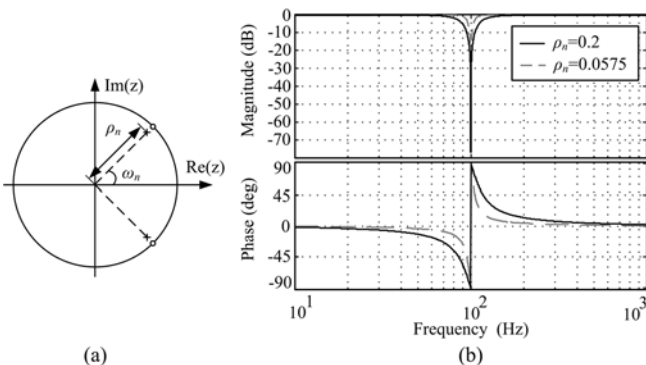 Im(z)
ρn
ωn
Re(z)
(a)
(b)
Magnitude (dB)
0
-10
-20
-30
-40
-50
-60
-70
ρn=0.2
ρn=0.0575
Phase (deg)
90
45
0
-45
-90
10^1
10^2
10^3
Frequency (Hz)